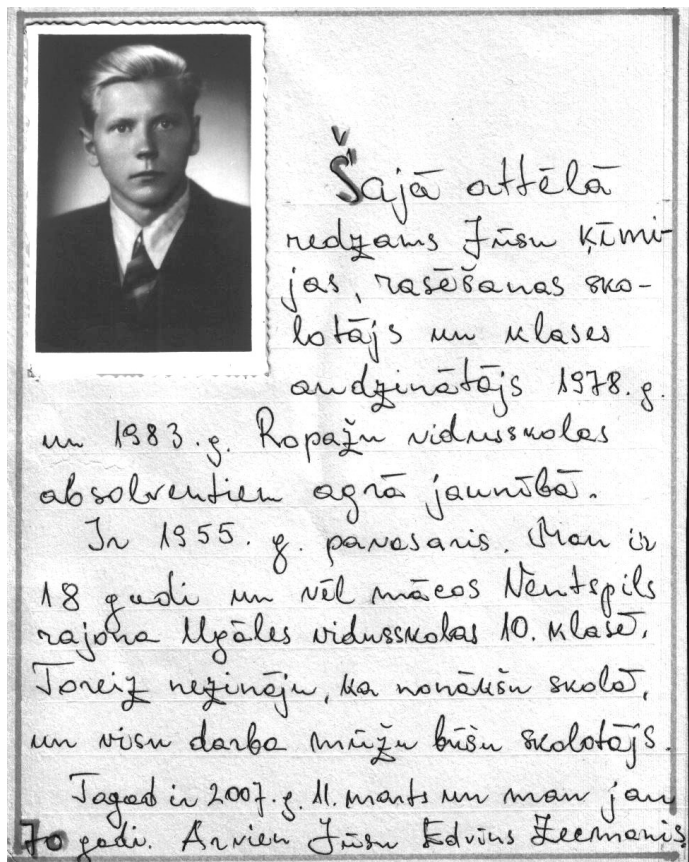 Šajā attēlā
redzams Jūsu ķīmi-
jas, rasēšanas sko-
lotājs un klases
audzinātājs 1978.g.
un 1983.g. Ropažu vidusskolas
absolventiem agrā jaunībā.
Ir 1955.g. pavasaris. Man ir
18 gadi un vēl mācos Ventspils
rajona Ugāles vidusskolas 10. klasē.
Toreiz nezināju, ka nonākšu skolā,
un visu darba mūžu būšu skolotājs.
Tagad ir 2007.g. 11. marts un man jau
70 gadi. Arvien Jūsu Edvīns Zeemanis